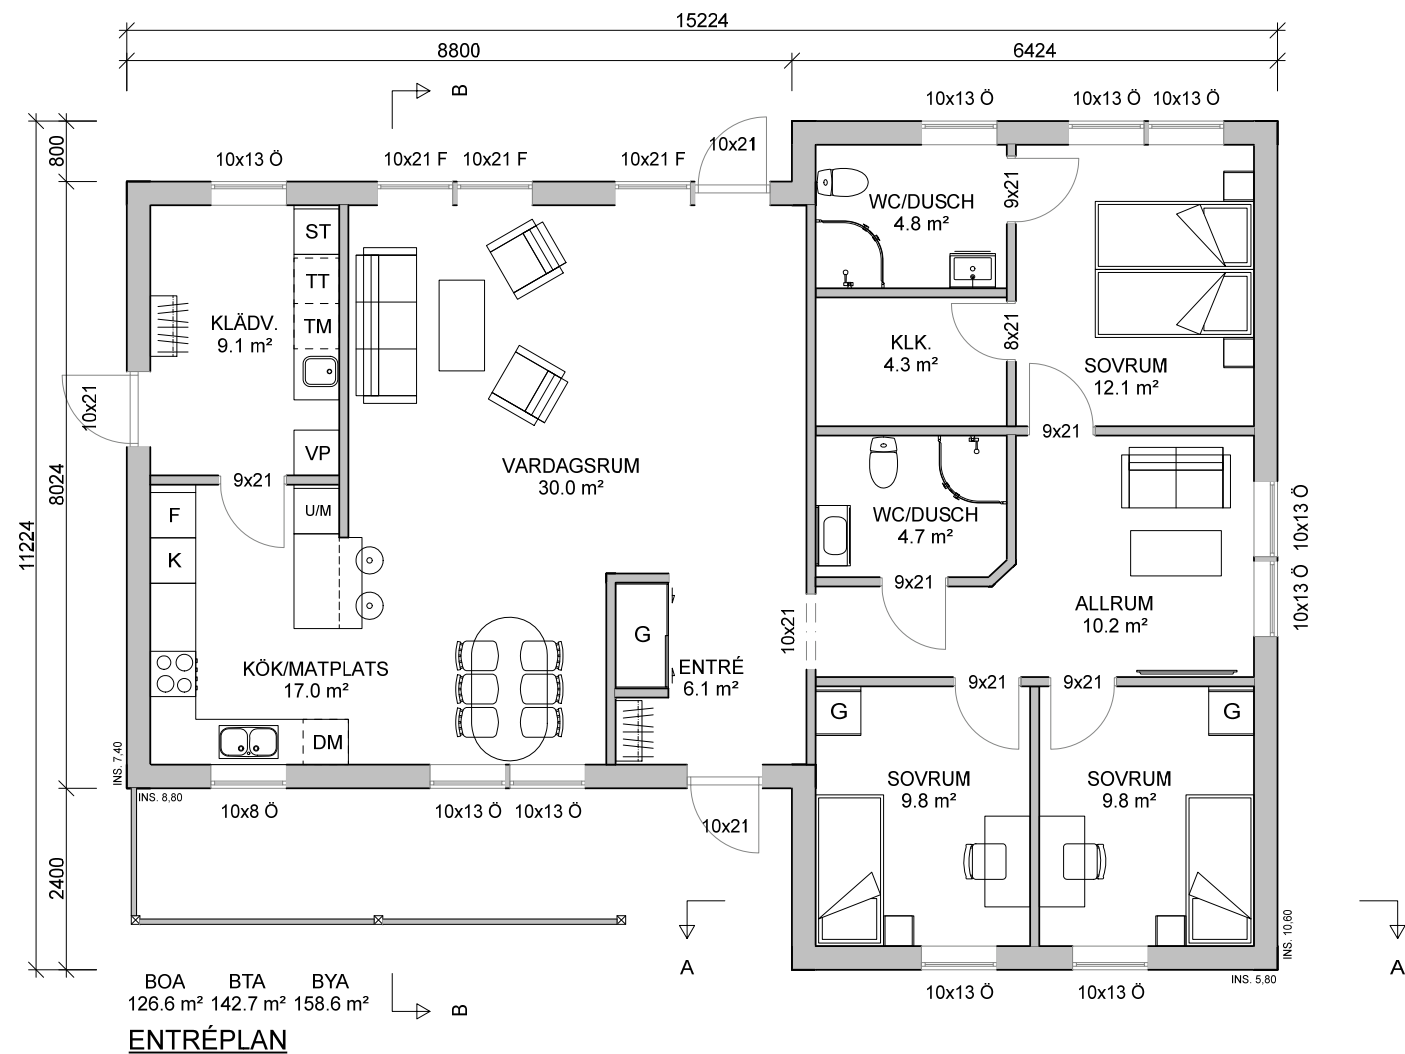 15224
8800
6424
B
10x13 Ö
10x13 Ö
10x13 Ö
800
10x13 Ö
10x21 F
10x21 F
10x21 F
10x21
ST
TT
TM
KLÄDV.
9.1 m²
VP
10x21
WC/DUSCH
4.8 m²
9x21
KLK.
4.3 m²
8x21
SOVRUM
12.1 m²
9x21
11224
8024
9x21
VARDAGSRUM
30.0 m²
F
K
U/M
WC/DUSCH
4.7 m²
9x21
10x13 Ö
10x13 Ö
ALLRUM
10.2 m²
10x21
G
KÖK/MATPLATS
17.0 m²
ENTRÉ
6.1 m²
9x21
9x21
G
G
DM
INS. 7,40
INS. 8,80
10x8 Ö
10x13 Ö
10x13 Ö
10x21
SOVRUM
9.8 m²
SOVRUM
9.8 m²
2400
A
A
INS. 10,60
INS. 5,80
10x13 Ö
10x13 Ö
BOA
BTA
BYA
126.6 m²
142.7 m²
158.6 m²
B
ENTRÉPLAN